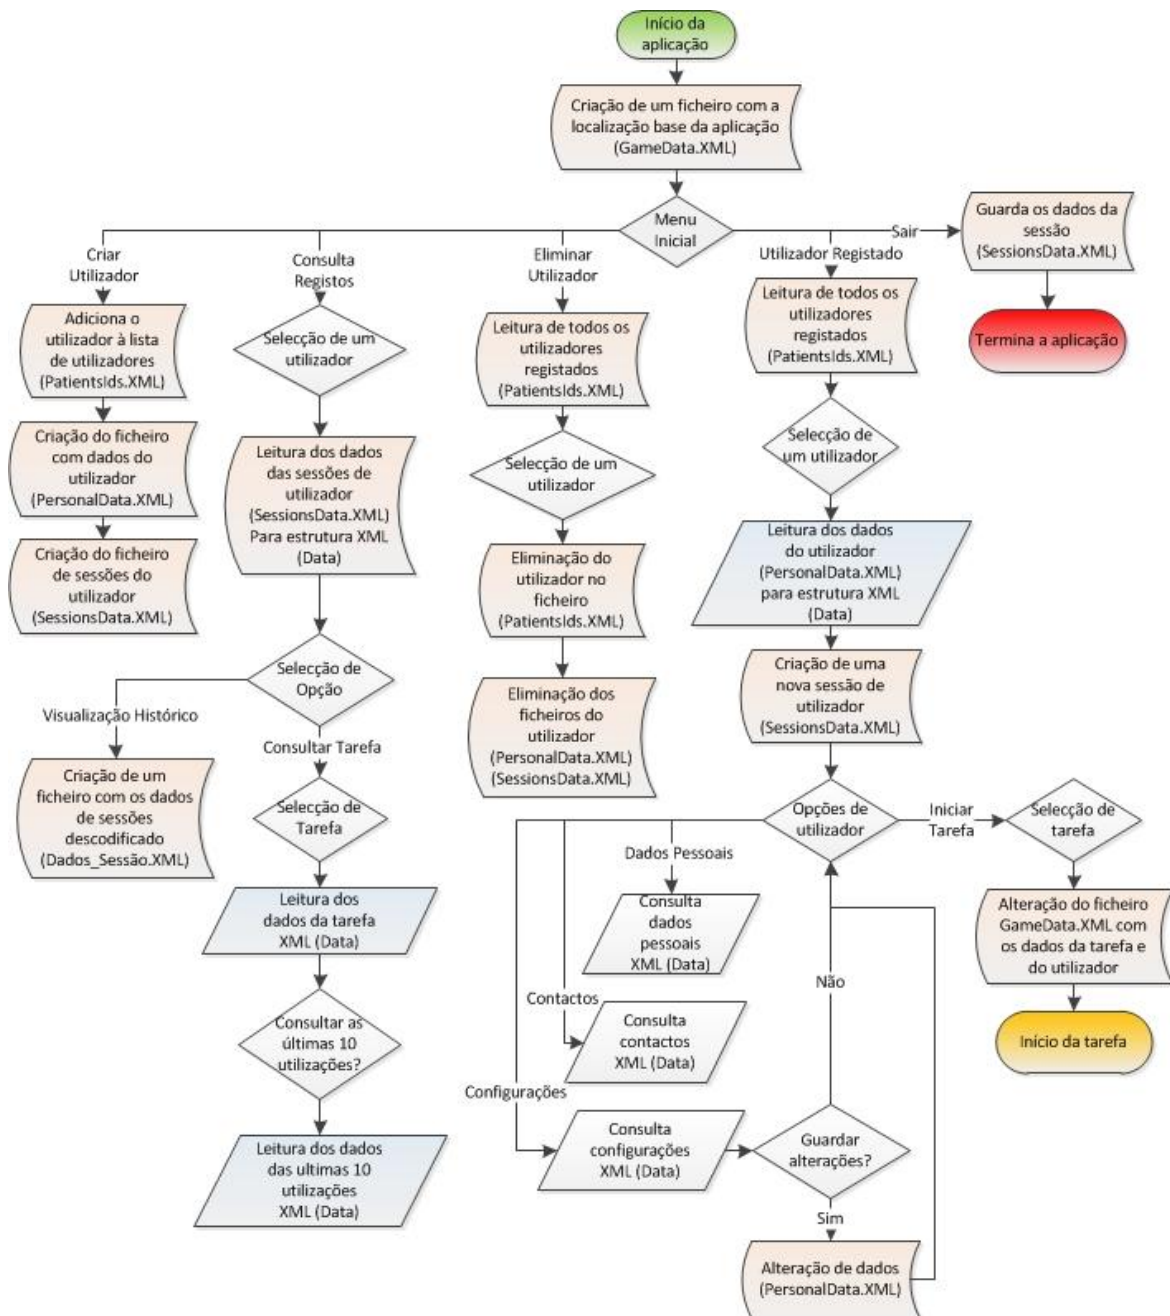 Início da
aplicação
Criação de um ficheiro com a
localização base da aplicação
(GameData.XML)
Menu
Inicial
Criar
Utilizador
Consulta
Registos
Eliminar
Utilizador
Utilizador Registado
Sair
Guarda os dados da
sessão
(SessionsData.XML)
Termina a aplicação
Adiciona o
utilizador à lista
de utilizadores
(PatientsIds.XML)
Criação do ficheiro
com dados do
utilizador
(PersonalData.XML)
Criação do ficheiro
de sessões do
utilizador
(SessionsData.XML)
Selecção de um
utilizador
Leitura dos dados
das sessões de
utilizador
(SessionsData.XML)
Para estrutura XML
(Data)
Selecção de
Opção
Visualização Histórico
Criação de um
ficheiro com os dados
de sessões
descodificado
(Dados_Sessão.XML)
Consultar Tarefa
Selecção de
Tarefa
Leitura dos
dados da tarefa
XML (Data)
Consultar as
últimas 10
utilizações?
Leitura dos dados
das ultimas 10
utilizações
XML (Data)
Leitura de todos os
utilizadores
registados
(PatientsIds.XML)
Selecção de um
utilizador
Eliminação do
utilizador no
ficheiro
(PatientsIds.XML)
Eliminação dos
ficheiros do
utilizador
(PersonalData.XML)
(SessionsData.XML)
Leitura de todos os
utilizadores
registados
(PatientsIds.XML)
Selecção de
um utilizador
Leitura dos dados
do utilizador
(PersonalData.XML)
para estrutura XML
(Data)
Criação de uma
nova sessão de
utilizador
(SessionsData.XML)
Opções de
utilizador
Iniciar
Tarefa
Selecção de
tarefa
Alteração do ficheiro
GameData.XML com
os dados da tarefa e
do utilizador
Início da tarefa
Dados Pessoais
Consulta
dados
pessoais
XML (Data)
Contactos
Consulta
contactos
XML (Data)
Configurações
Consulta
configurações
XML (Data)
Guardar
alterações?
Não
Sim
Alteração de dados
(PersonalData.XML)